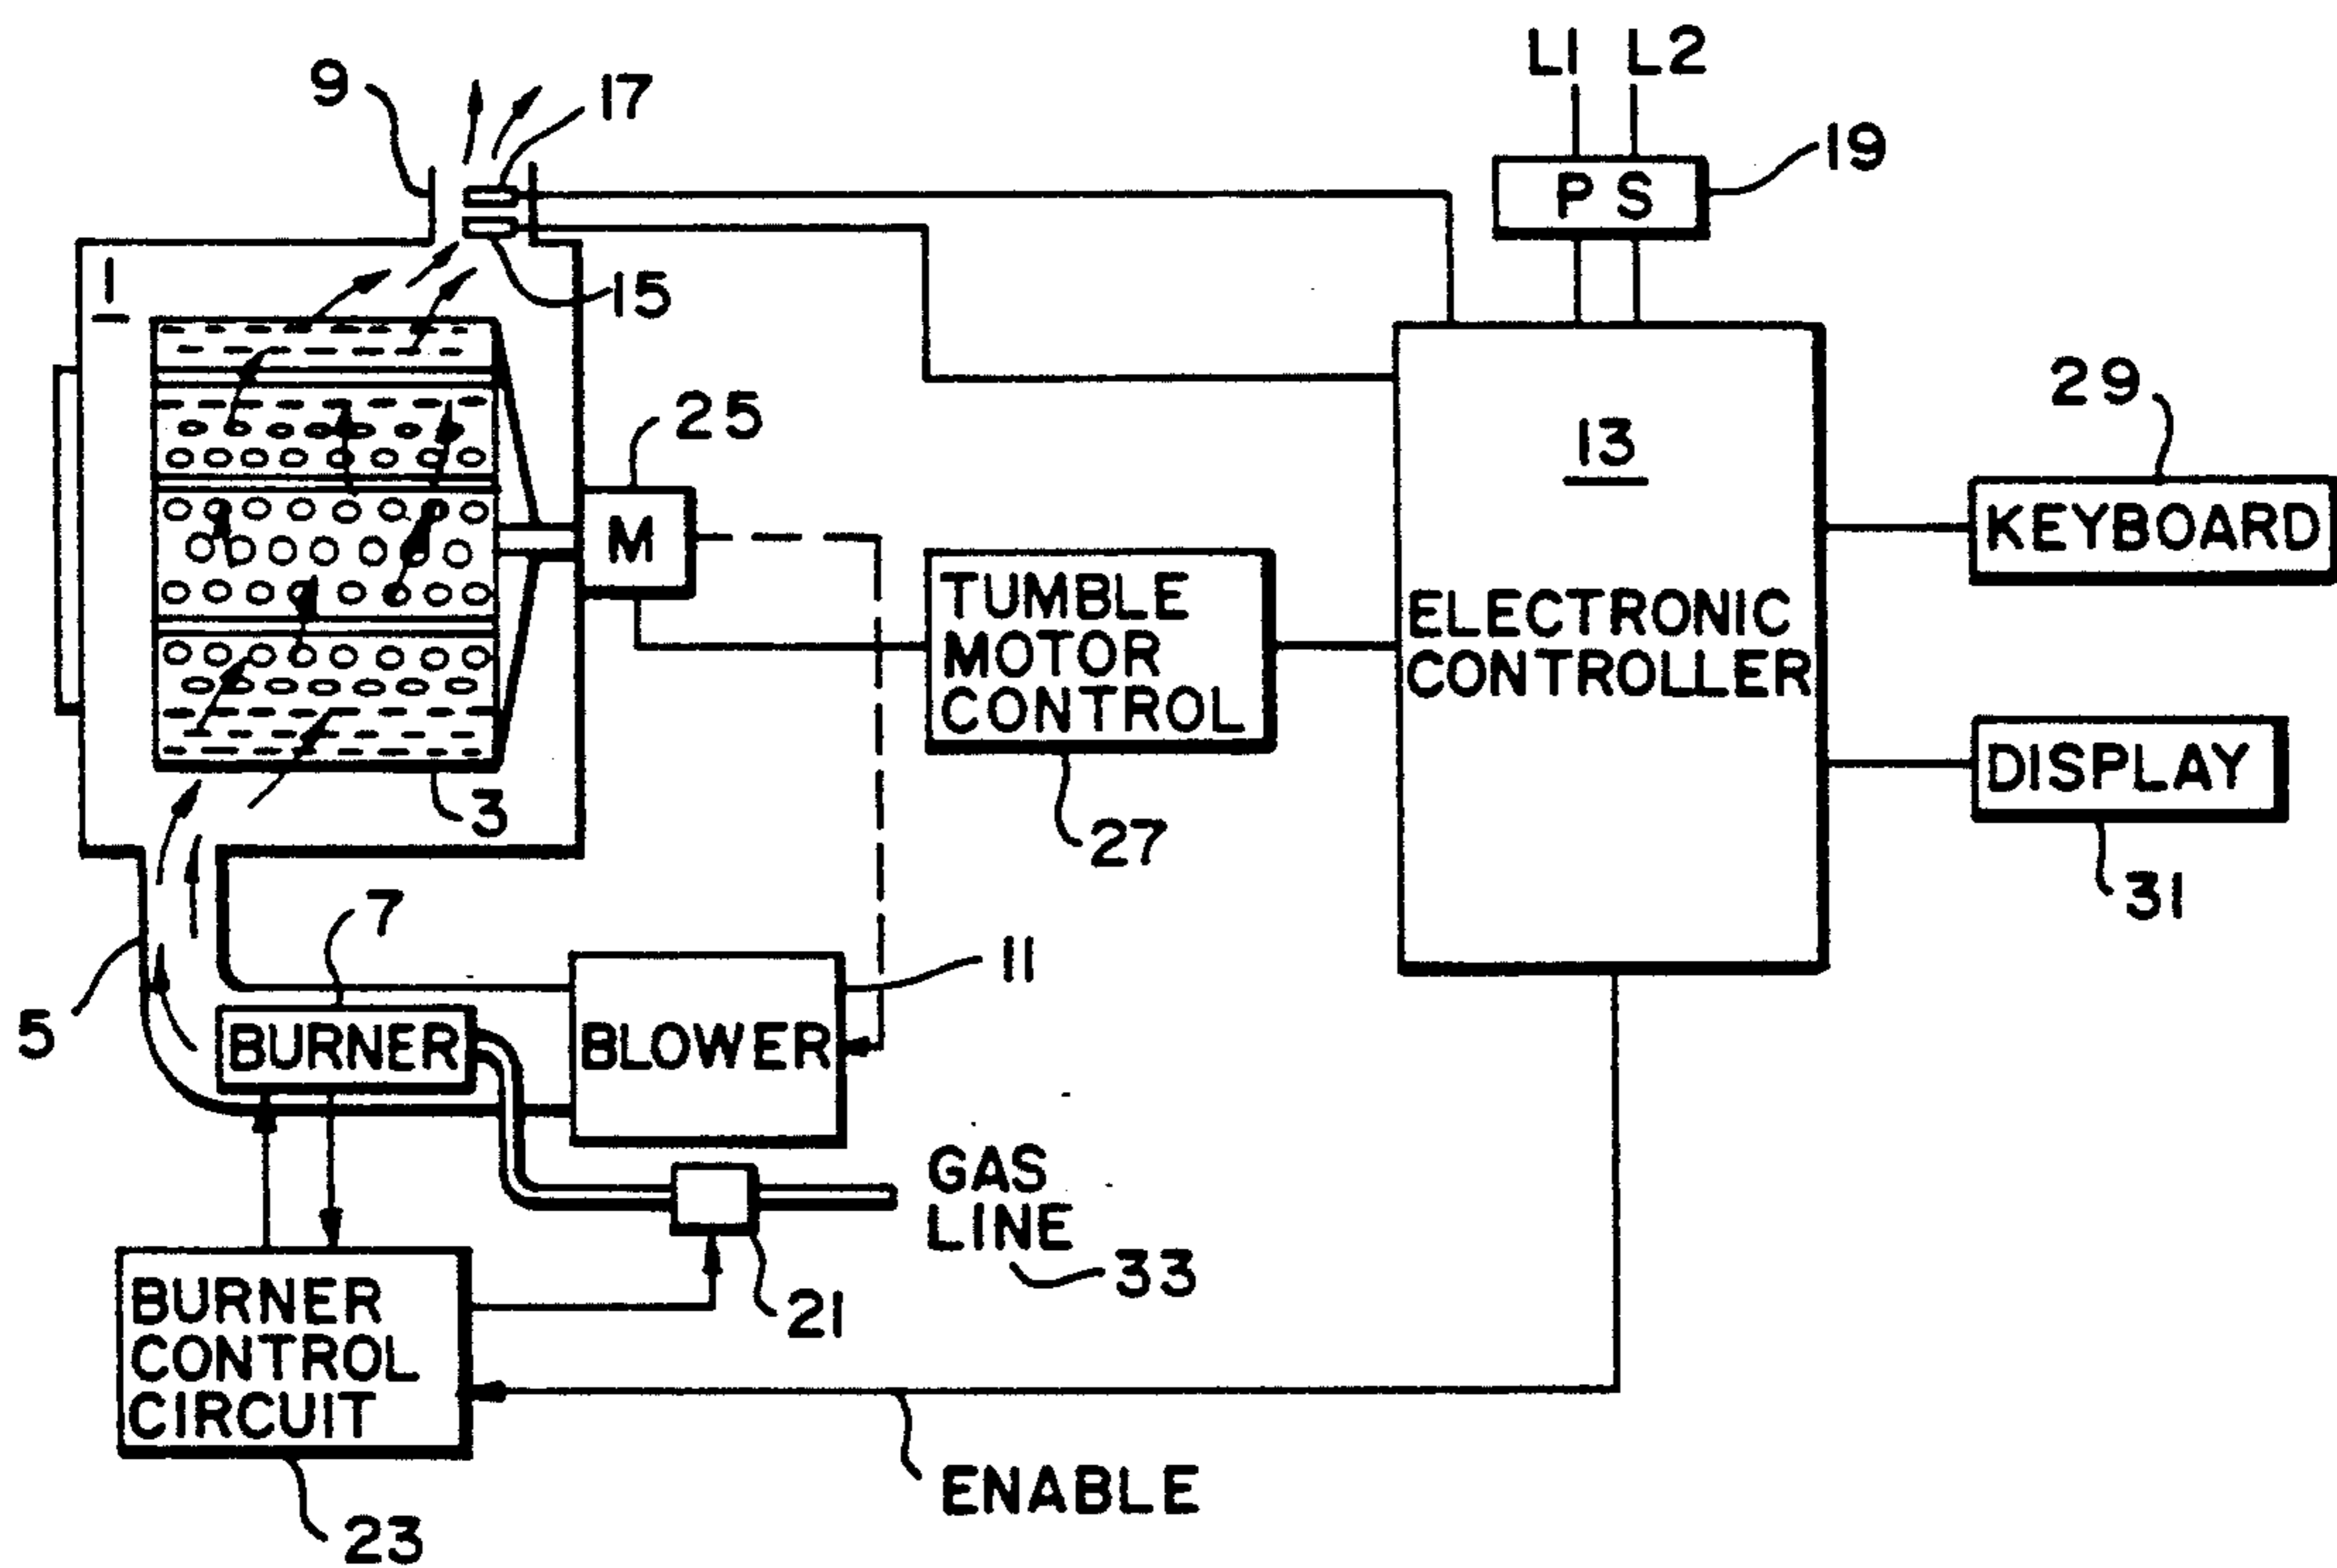 L1 L2
9
17
19
P S
1
15
29
25
13
KEYBOARD
M
TUMBLE
MOTOR
CONTROL
ELECTRONIC
CONTROLLER
DISPLAY
3
27
31
7
11
5
BURNER
BLOWER
GAS
LINE
33
21
BURNER
CONTROL
CIRCUIT
ENABLE
23